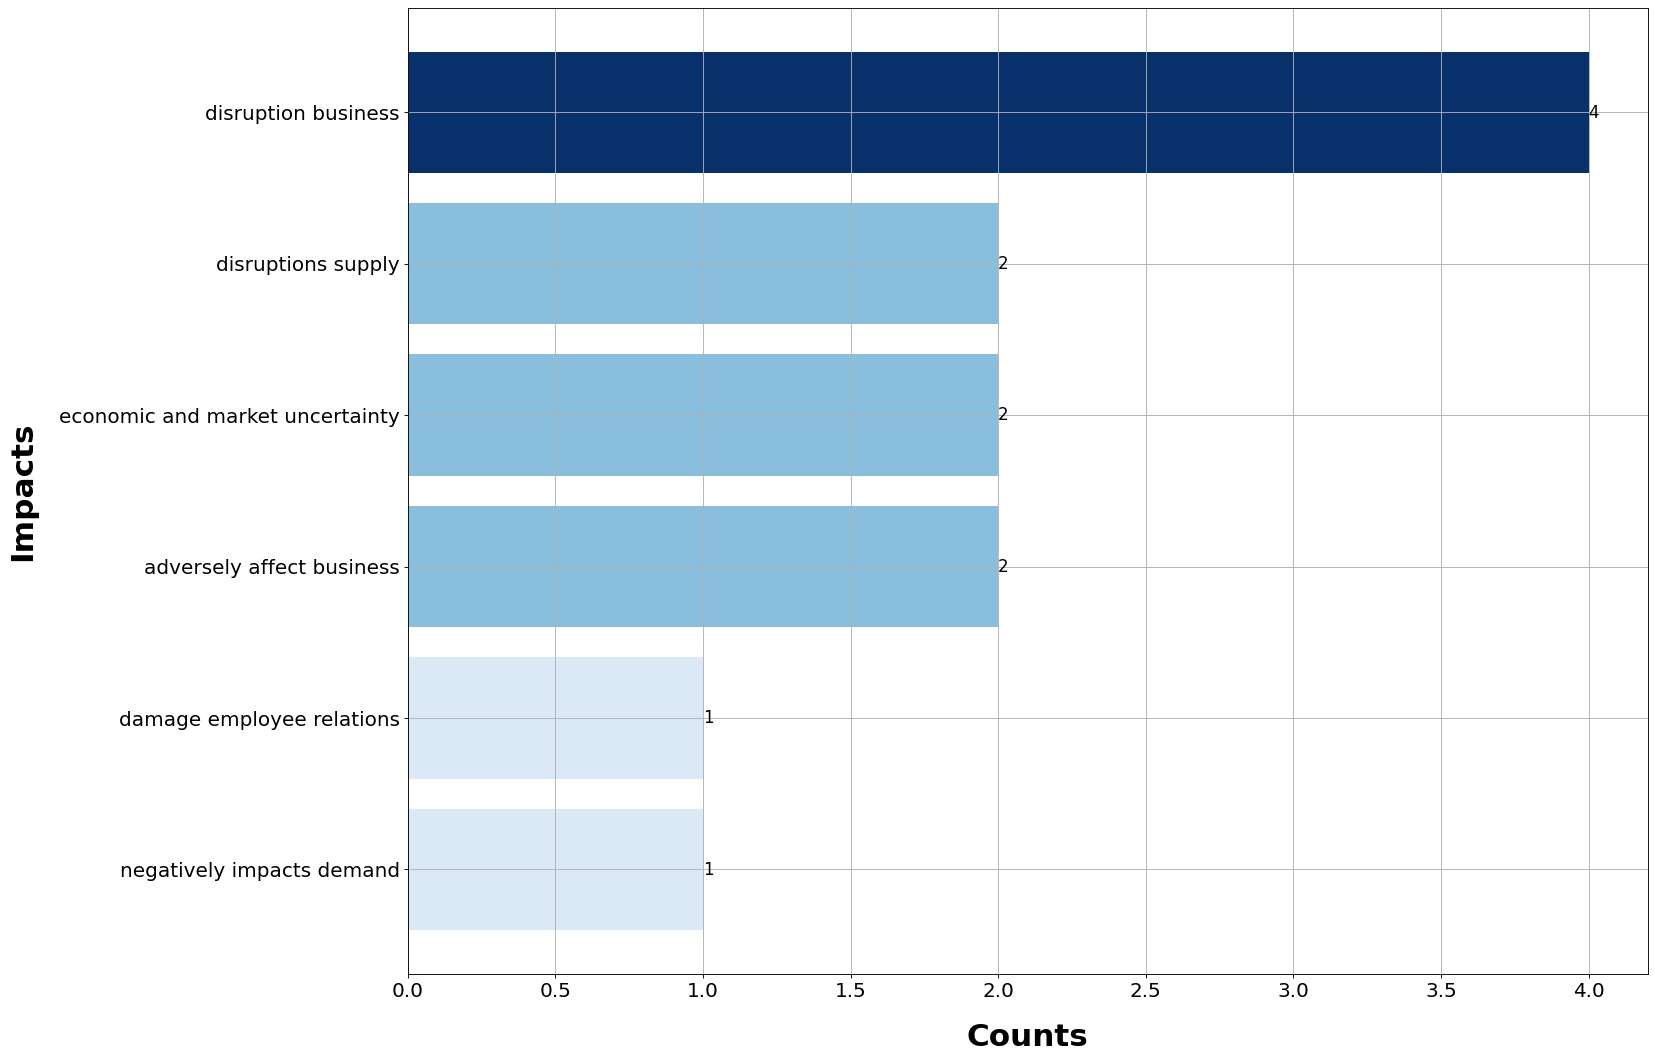 disruption business
4
disruptions supply
2
economic and market uncertainty
2
adversely affect business
2
damage employee relations
1
negatively impacts demand
1
Impacts
0.0 0.5 1.0 1.5 2.0 2.5 3.0 3.5 4.0
Counts